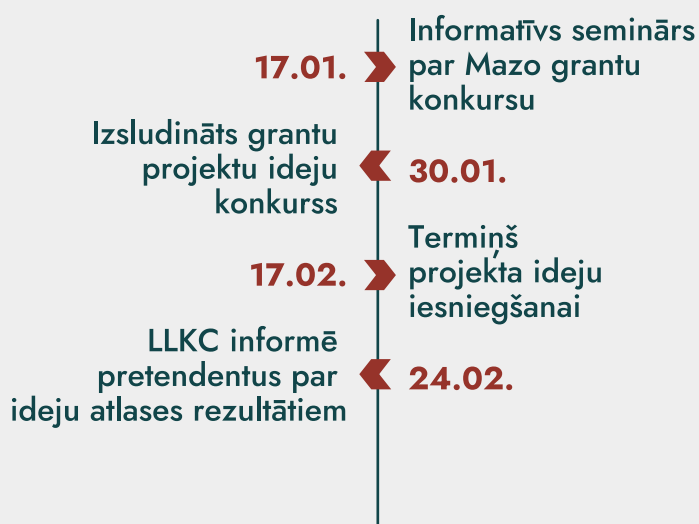 17.01.
Informatīvs seminārs
par Mazo grantu
konkursu
Izsludināts grantu
projektu ideju
konkurss
30.01.
17.02.
Termiņš
projekta ideju
iesniegšanai
LLKC informē
pretendentus par
ideju atlases rezultātiem
24.02.